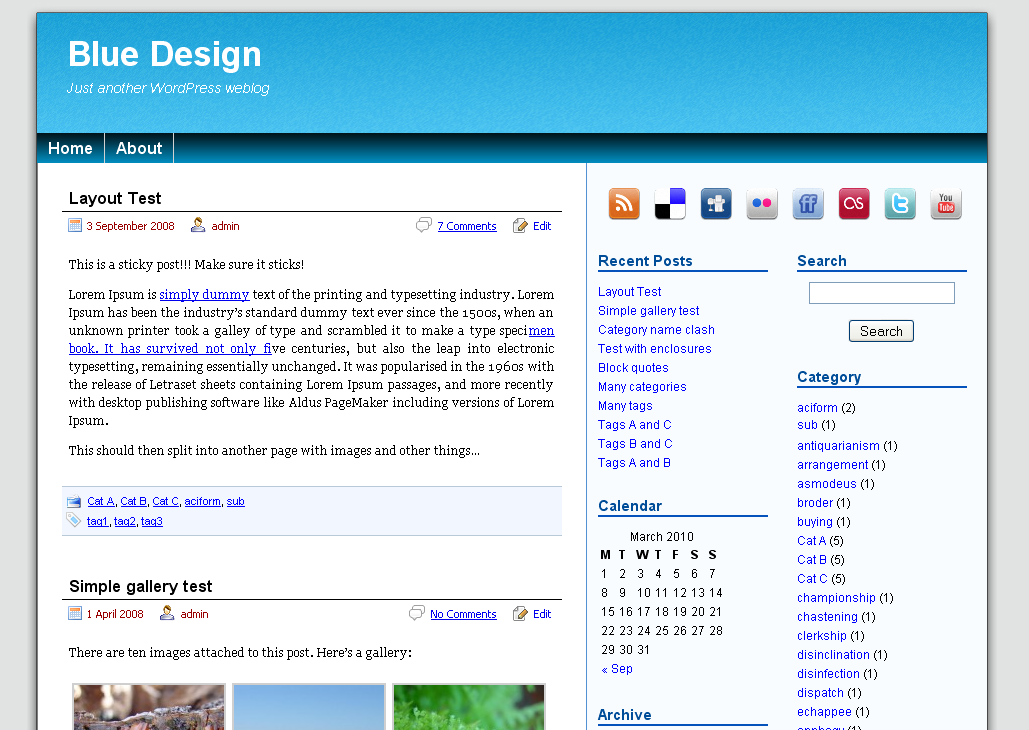 Blue Design
Just another WordPress weblog
Home About
Layout Test
3 September 2008 admin 7 Comments Edit
This is a sticky post!!! Make sure it sticks!
Lorem Ipsum is simply dummy text of the printing and typesetting industry. Lorem
Ipsum has been the industry's standard dummy text ever since the 1500s, when an
unknown printer took a galley of type and scrambled it to make a type specimen
book. It has survived not only five centuries, but also the leap into electronic
typesetting, remaining essentially unchanged. It was popularised in the 1960s with
the release of Letraset sheets containing Lorem Ipsum passages, and more recently
with desktop publishing software like Aldus PageMaker including versions of Lorem
Ipsum.
This should then split into another page with images and other things...
Cat A, Cat B, Cat C, aciform, sub
tag1, tag2, tag3
Simple gallery test
1 April 2008 admin No Comments Edit
There are ten images attached to this post. Here's a gallery:
ff
You
Tube
Recent Posts
Layout Test
Simple gallery test
Category name clash
Test with enclosures
Block quotes
Many categories
Many tags
Tags A and C
Tags B and C
Tags A and B
Calendar
March 2010
M T W T F S S
1 2 3 4 5 6 7
8 9 10 11 12 13 14
15 16 17 18 19 20 21
22 23 24 25 26 27 28
29 30 31
« Sep
Archive
Search
Search
Category
aciform (2)
sub (1)
antiquarianism (1)
arrangement (1)
asmodeus (1)
broder (1)
buying (1)
Cat A (5)
Cat B (5)
Cat C (5)
championship (1)
chastening (1)
clerkship (1)
disinclination (1)
disinfection (1)
dispatch (1)
echappee (1)